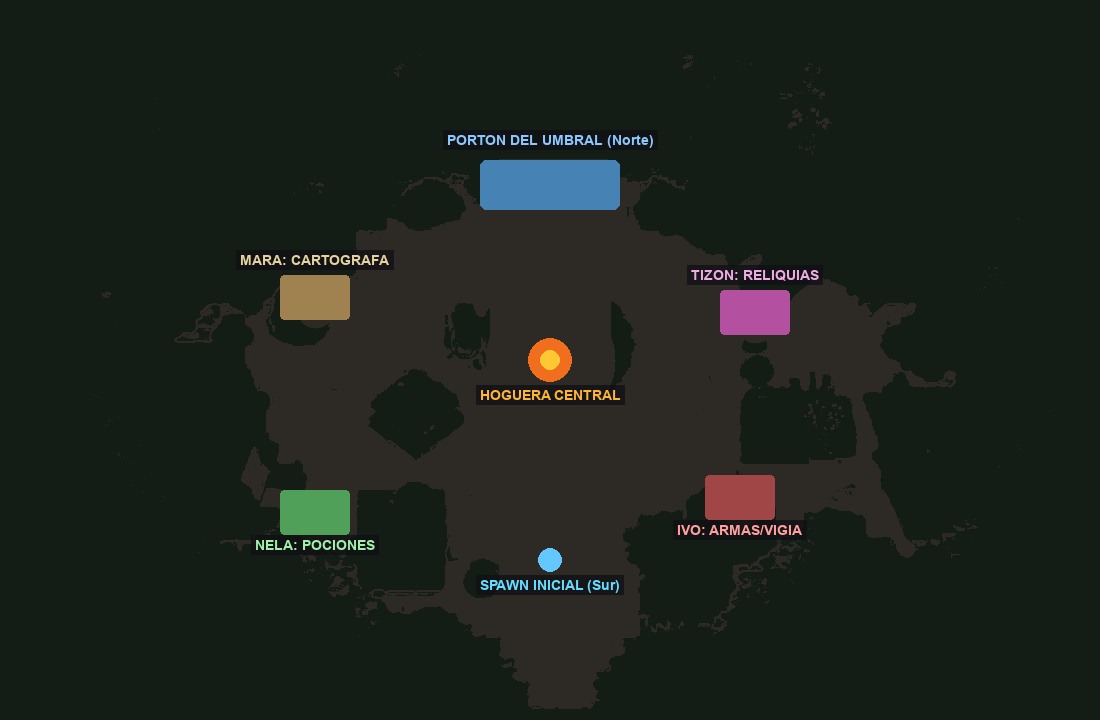 PORTON DEL UMBRAL (Norte)
MARA: CARTOGRAFA
TIZON: RELIQUIAS
HOGUERA CENTRAL
IVO: ARMAS/VIGIA
NELA: POCIONES
SPAWN INICIAL (Sur)